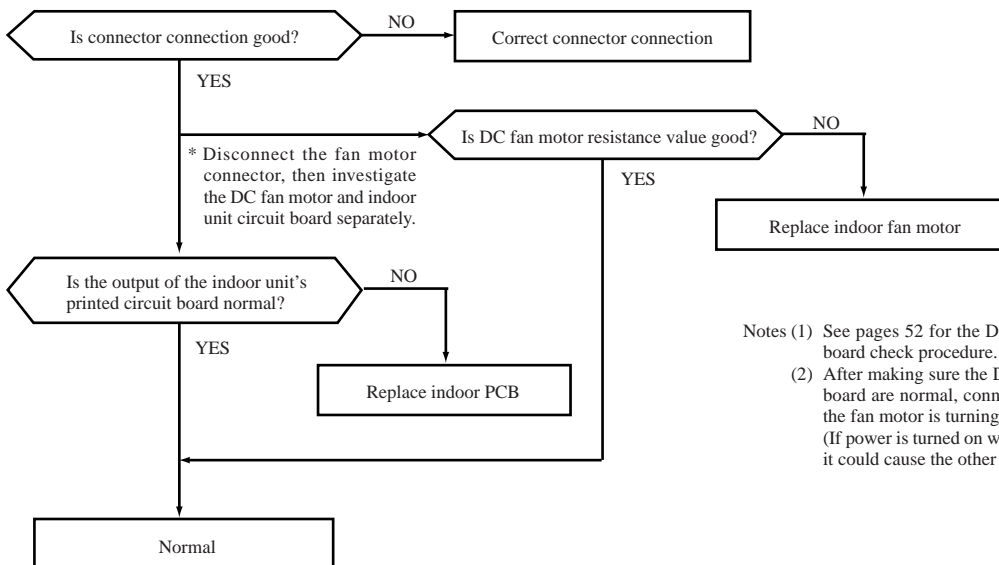 Is connector connection good?
NO
Correct connector connection
YES
Is DC fan motor resistance value good?
NO
* Disconnect the fan motor
connector, then investigate
the DC fan motor and indoor
unit circuit board separately.
YES
Replace indoor fan motor
Is the output of the indoor unit's
printed circuit board normal?
NO
YES
Replace indoor PCB
Notes (1) See pages 52 for the D
board check procedure.
(2) After making sure the D
board are normal, conn
the fan motor is turning
(If power is turned on w
it could cause the other
Normal